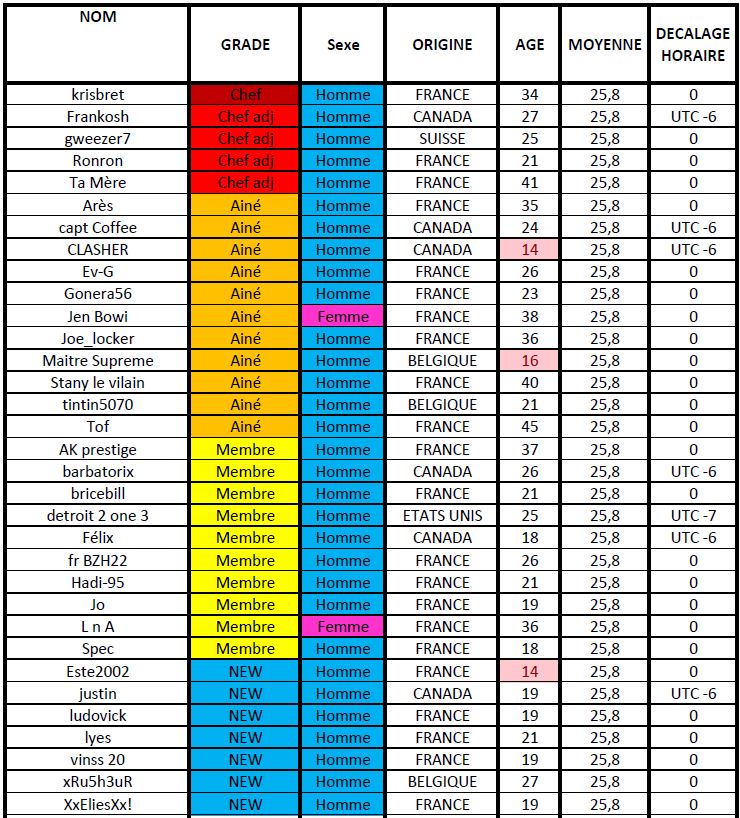 NOM GRADE Sexe ORIGINE AGE MOYENNE DECALAGE HORAIRE
krisbret Chef Homme FRANCE 34 25,8 0
Frankosh Chef adj Homme CANADA 27 25,8 UTC -6
gweezer7 Chef adj Homme SUISSE 25 25,8 0
Ronron Chef adj Homme FRANCE 21 25,8 0
Ta Mère Chef adj Homme FRANCE 41 25,8 0
Arès Ainé Homme FRANCE 35 25,8 0
capt Coffee Ainé Homme CANADA 24 25,8 UTC -6
CLASHER Ainé Homme CANADA 14 25,8 UTC -6
Ev-G Ainé Homme FRANCE 26 25,8 0
Gonera56 Ainé Homme FRANCE 23 25,8 0
Jen Bowi Ainé Femme FRANCE 38 25,8 0
Joe_locker Ainé Homme FRANCE 36 25,8 0
Maitre Supreme Ainé Homme BELGIQUE 16 25,8 0
Stany le vilain Ainé Homme FRANCE 40 25,8 0
tintin5070 Ainé Homme BELGIQUE 21 25,8 0
Tof Ainé Homme FRANCE 45 25,8 0
AK prestige Membre Homme FRANCE 37 25,8 0
barbatorix Membre Homme CANADA 26 25,8 UTC -6
bricebill Membre Homme FRANCE 21 25,8 0
detroit 2 one 3 Membre Homme ETATS UNIS 25 25,8 UTC -7
Félix Membre Homme CANADA 18 25,8 UTC -6
fr BZH22 Membre Homme FRANCE 26 25,8 0
Hadi-95 Membre Homme FRANCE 21 25,8 0
Jo Membre Homme FRANCE 19 25,8 0
L n A Membre Femme FRANCE 36 25,8 0
Spec Membre Homme FRANCE 18 25,8 0
Este2002 NEW Homme FRANCE 14 25,8 0
justin NEW Homme CANADA 19 25,8 UTC -6
ludovick NEW Homme FRANCE 19 25,8 0
lyes NEW Homme FRANCE 21 25,8 0
vinss 20 NEW Homme FRANCE 19 25,8 0
xRu5h3uR NEW Homme BELGIQUE 27 25,8 0
XxEliesXx! NEW Homme FRANCE 19 25,8 0